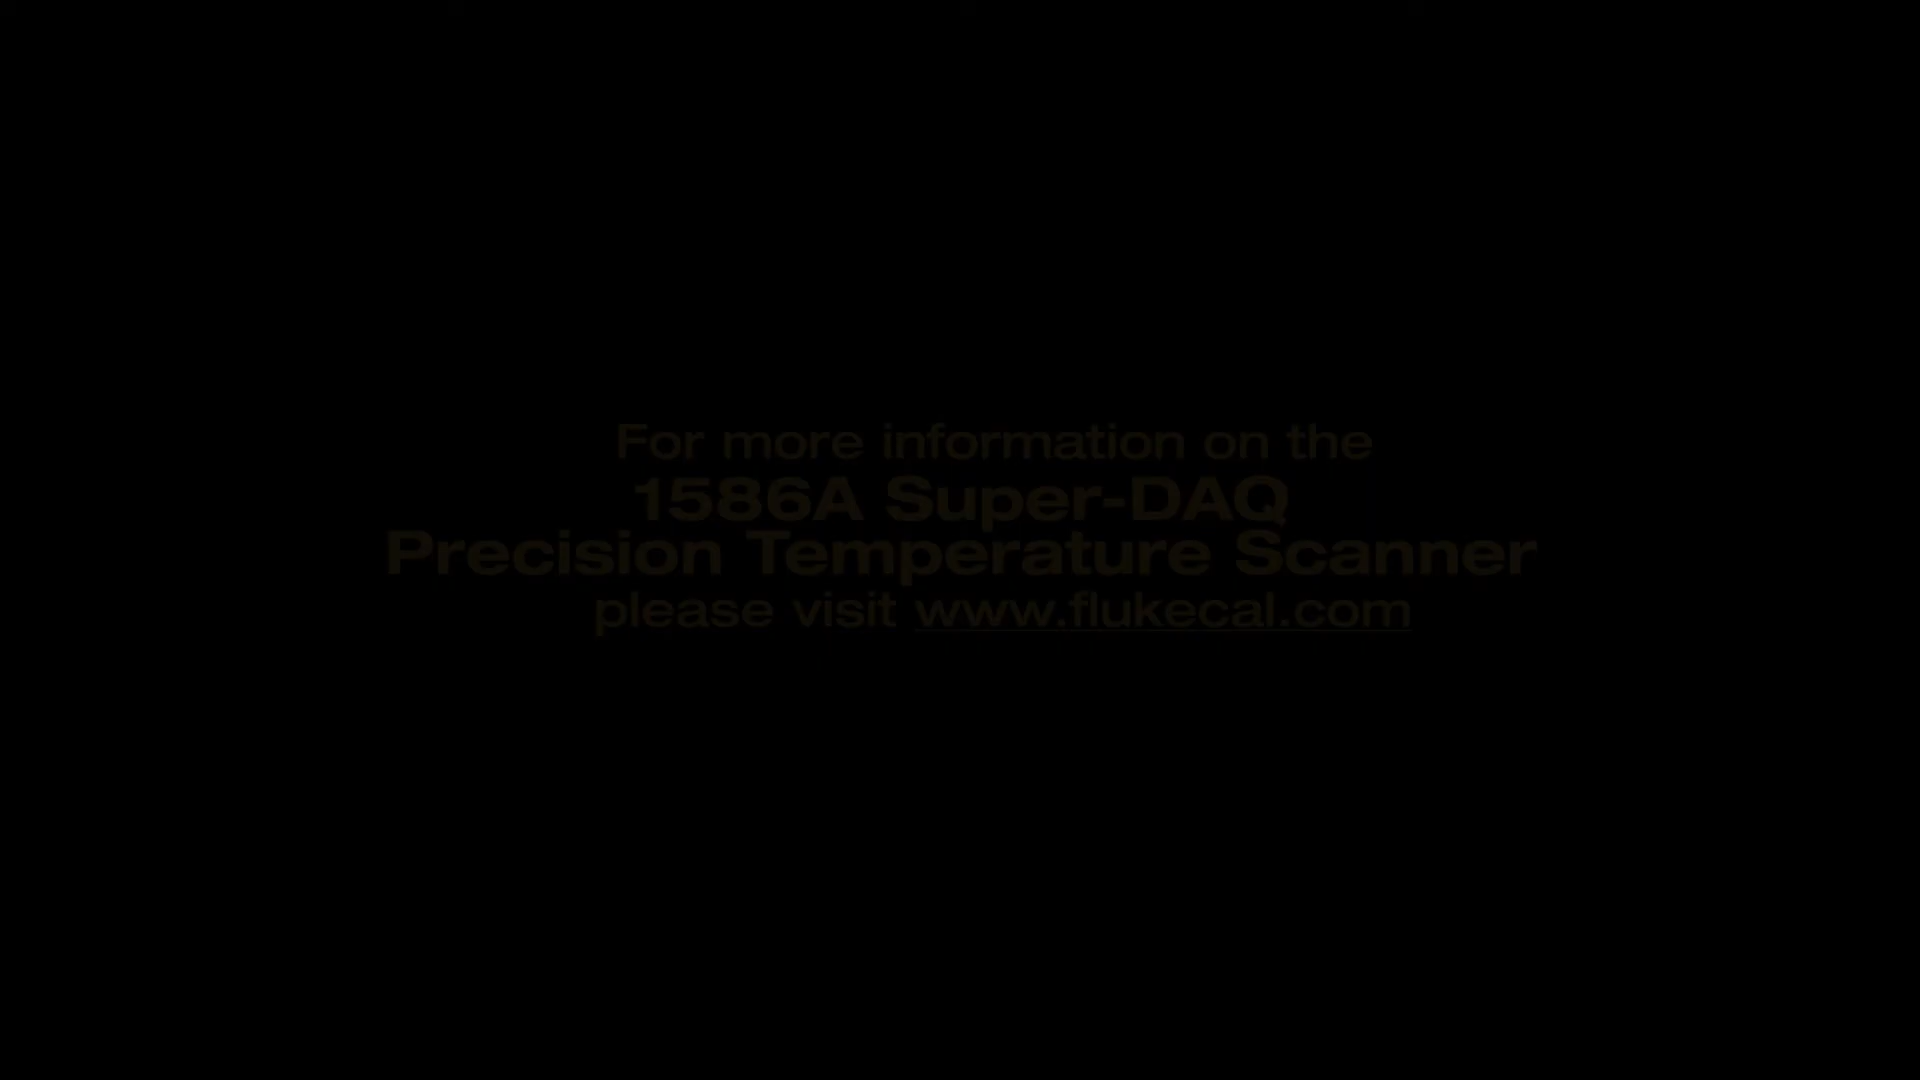 For more information on the
1586A Super-DAQ
Precision Temperature Scanner
please visit www.flukecal.com